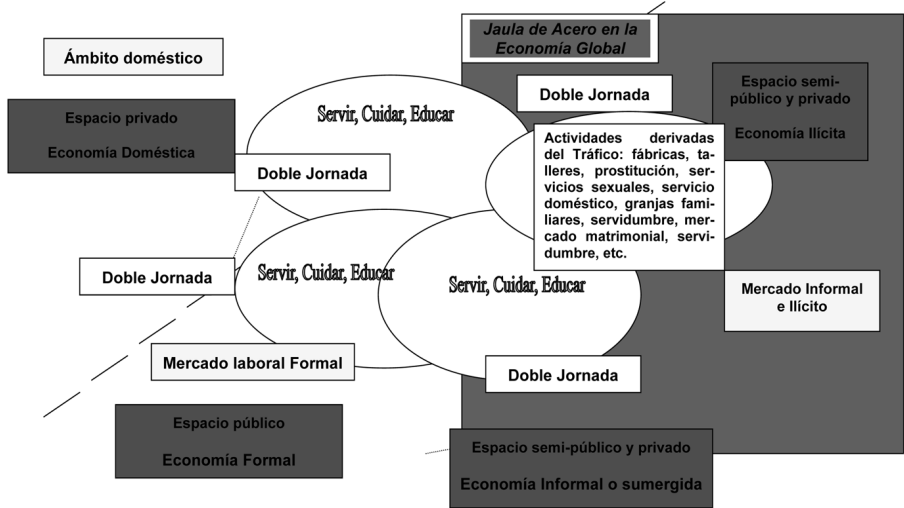 Jaula de Acero en la
Economía Global
Ámbito doméstico
Doble Jornada
Espacio semi-
público y privado
Economía Ilícita
Espacio privado
Economía Doméstica
Servir, Cuidar, Educar
Actividades derivadas
del Tráfico: fábricas, ta-
lleres, prostitución, ser-
vicios sexuales, servicio
doméstico, granjas fami-
liares, servidumbre, mer-
cado matrimonial, servi-
dumbre, etc.
Doble Jornada
Doble Jornada
Servir, Cuidar, Educar
Servir, Cuidar, Educar
Mercado Informal
e Ilícito
Mercado laboral Formal
Doble Jornada
Espacio público
Economía Formal
Espacio semi-público y privado
Economía Informal o sumergida